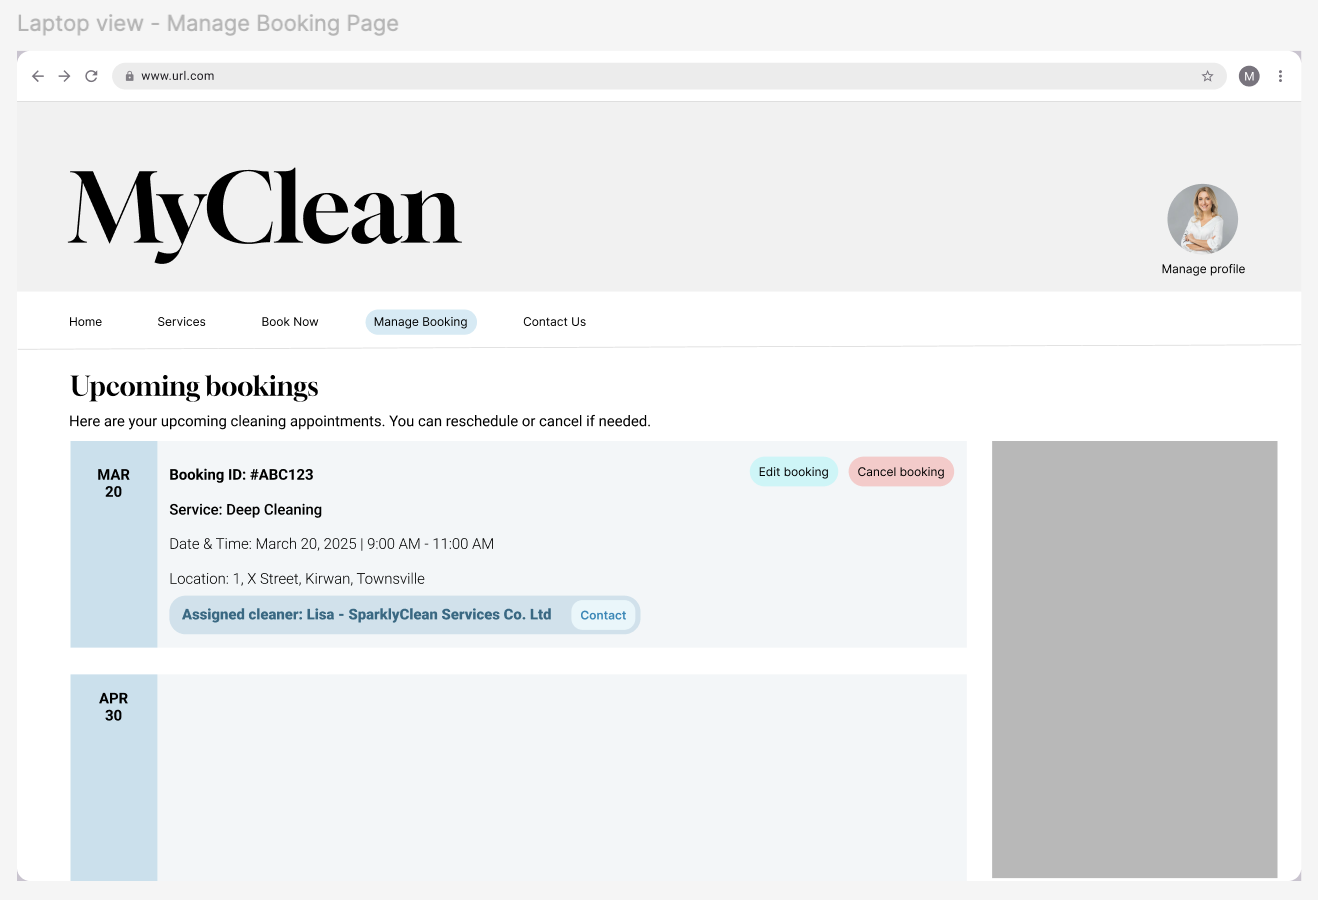 Laptop view - Manage Booking Page
www.url.com
M
MyClean
Manage profile
Home
Services
Book Now
Manage Booking
Contact Us
Upcoming bookings
Here are your upcoming cleaning appointments. You can reschedule or cancel if needed.
MAR
20
Booking ID: #ABC123
Edit booking
Cancel booking
Service: Deep Cleaning
Date & Time: March 20, 2025 | 9:00 AM - 11:00 AM
Location: 1, X Street, Kirwan, Townsville
Assigned cleaner: Lisa - SparklyClean Services Co. Ltd
Contact
APR
30